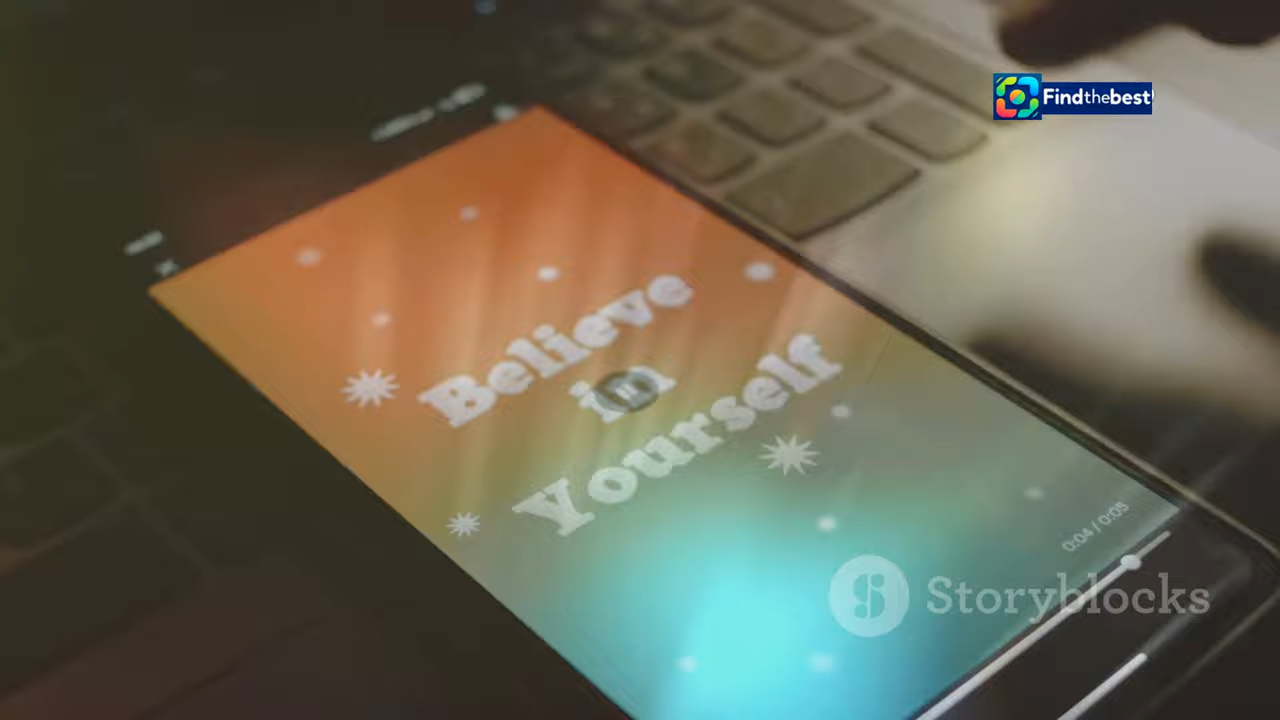 Findthebest
Believe
in
Yourself
0:04 / 0:05
Storyblocks